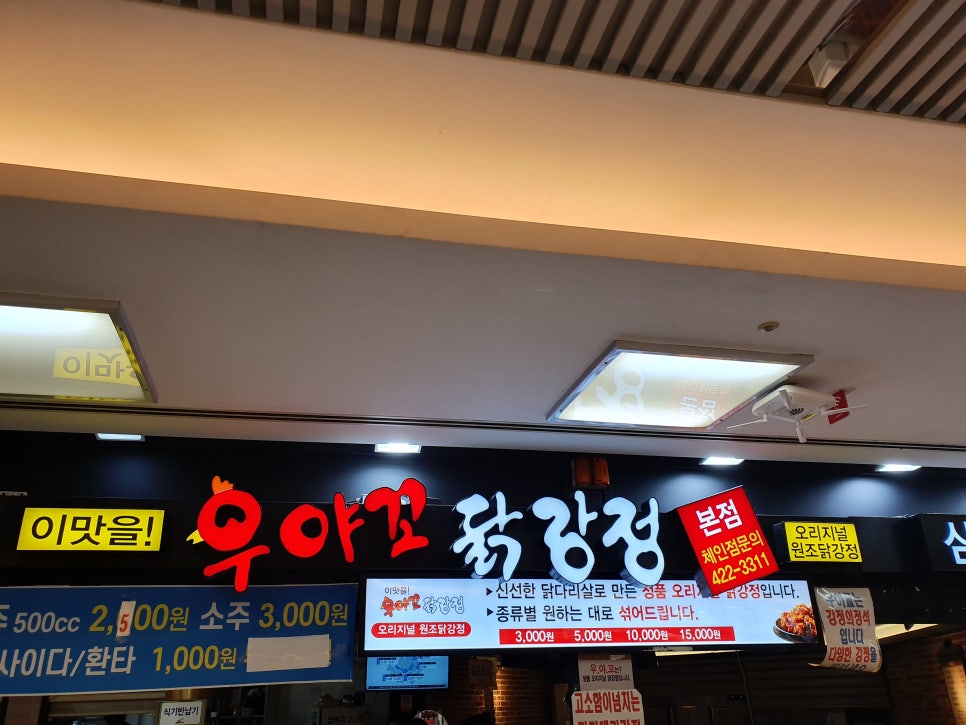 이맛을!
우야꼬 닭강정
본점
체인점문의
422-3311
오리지널
원조닭강정
500cc 2,500원 소주 3,000원
사이다/환타 1,000원
이맛을!
우야꼬 닭강정
오리지널 원조닭강정
▶신선한 닭다리살로 만든 정품 닭강정입니다.
▶종류별 원하는 대로 섞어드립니다.
3,000원 5,000원 10,000원 15,000원
강정의정석
입니다
다양한 강정을
식기반납기
우,야,꼬는?
정품 오리지널 닭강정
고소함이넘치는